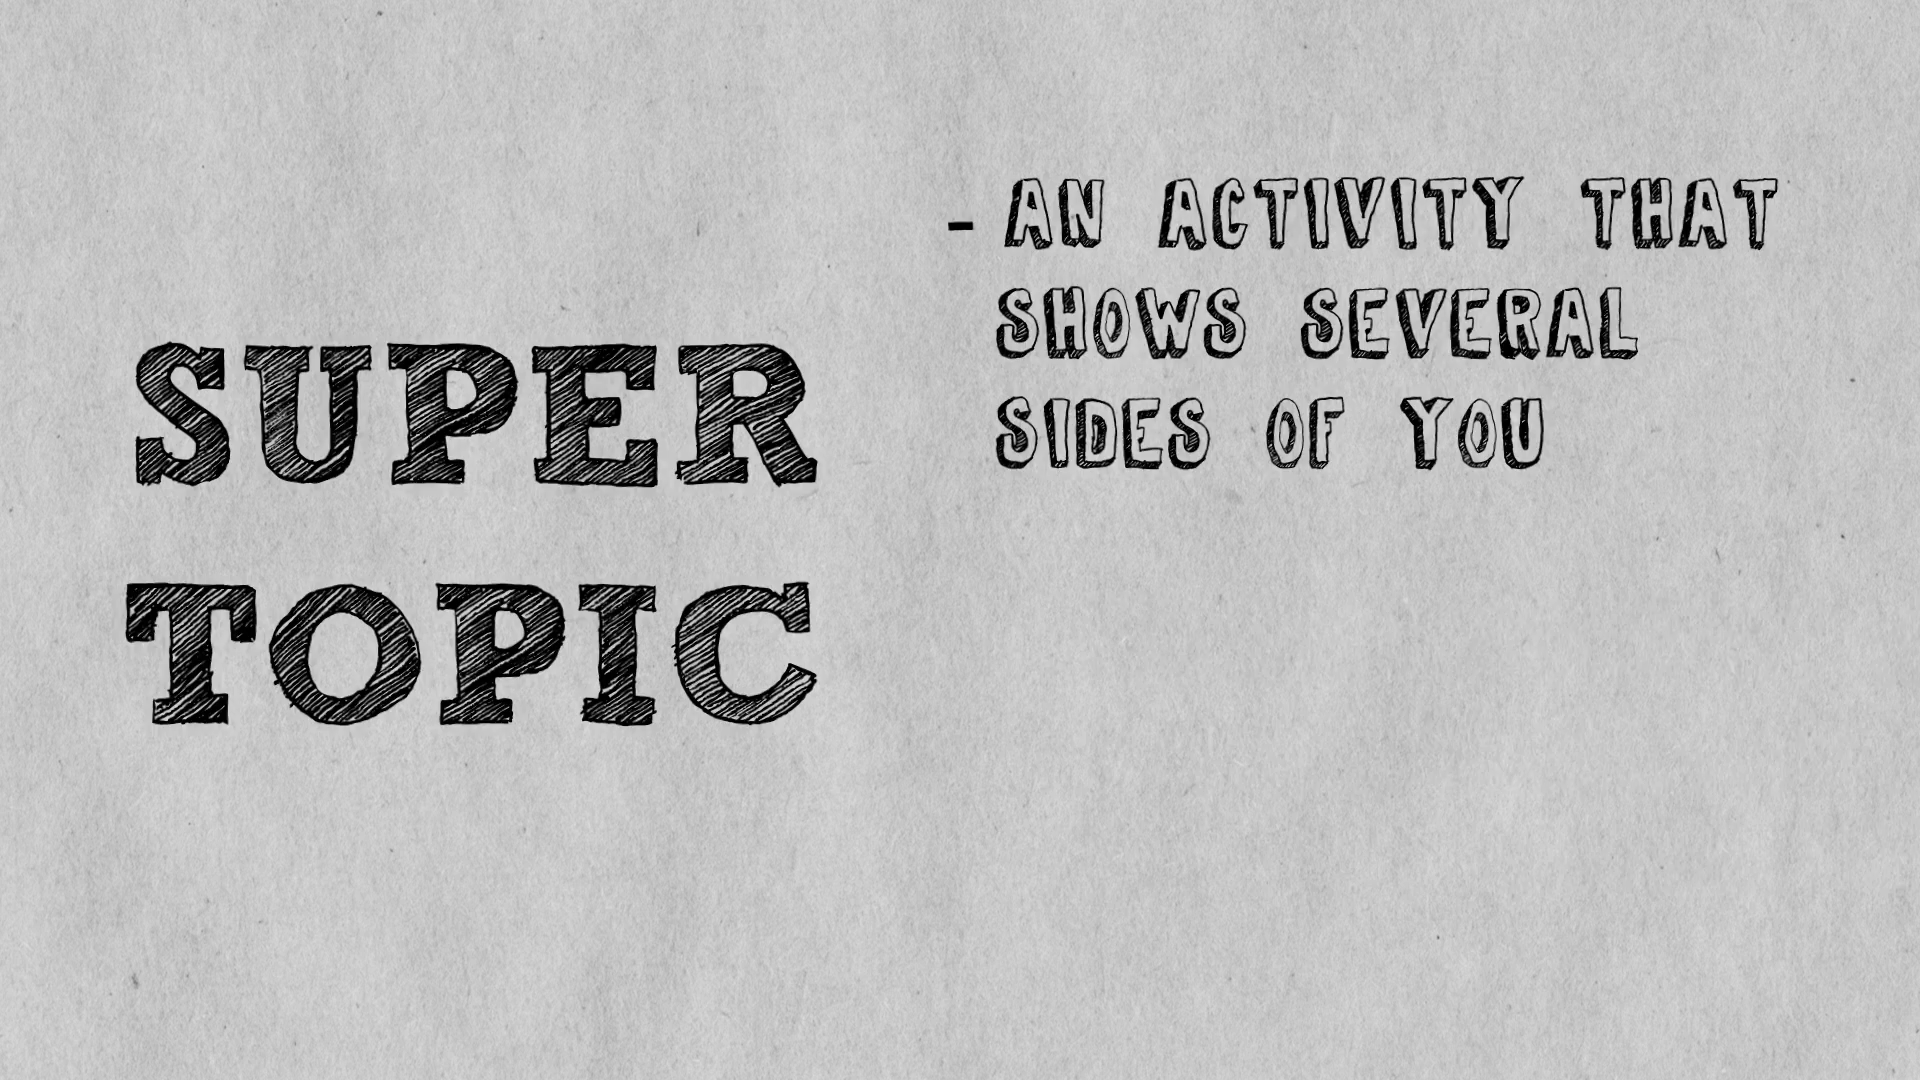 SUPER
TOPIC
- AN ACTIVITY THAT
SHOWS SEVERAL
SIDES OF YOU